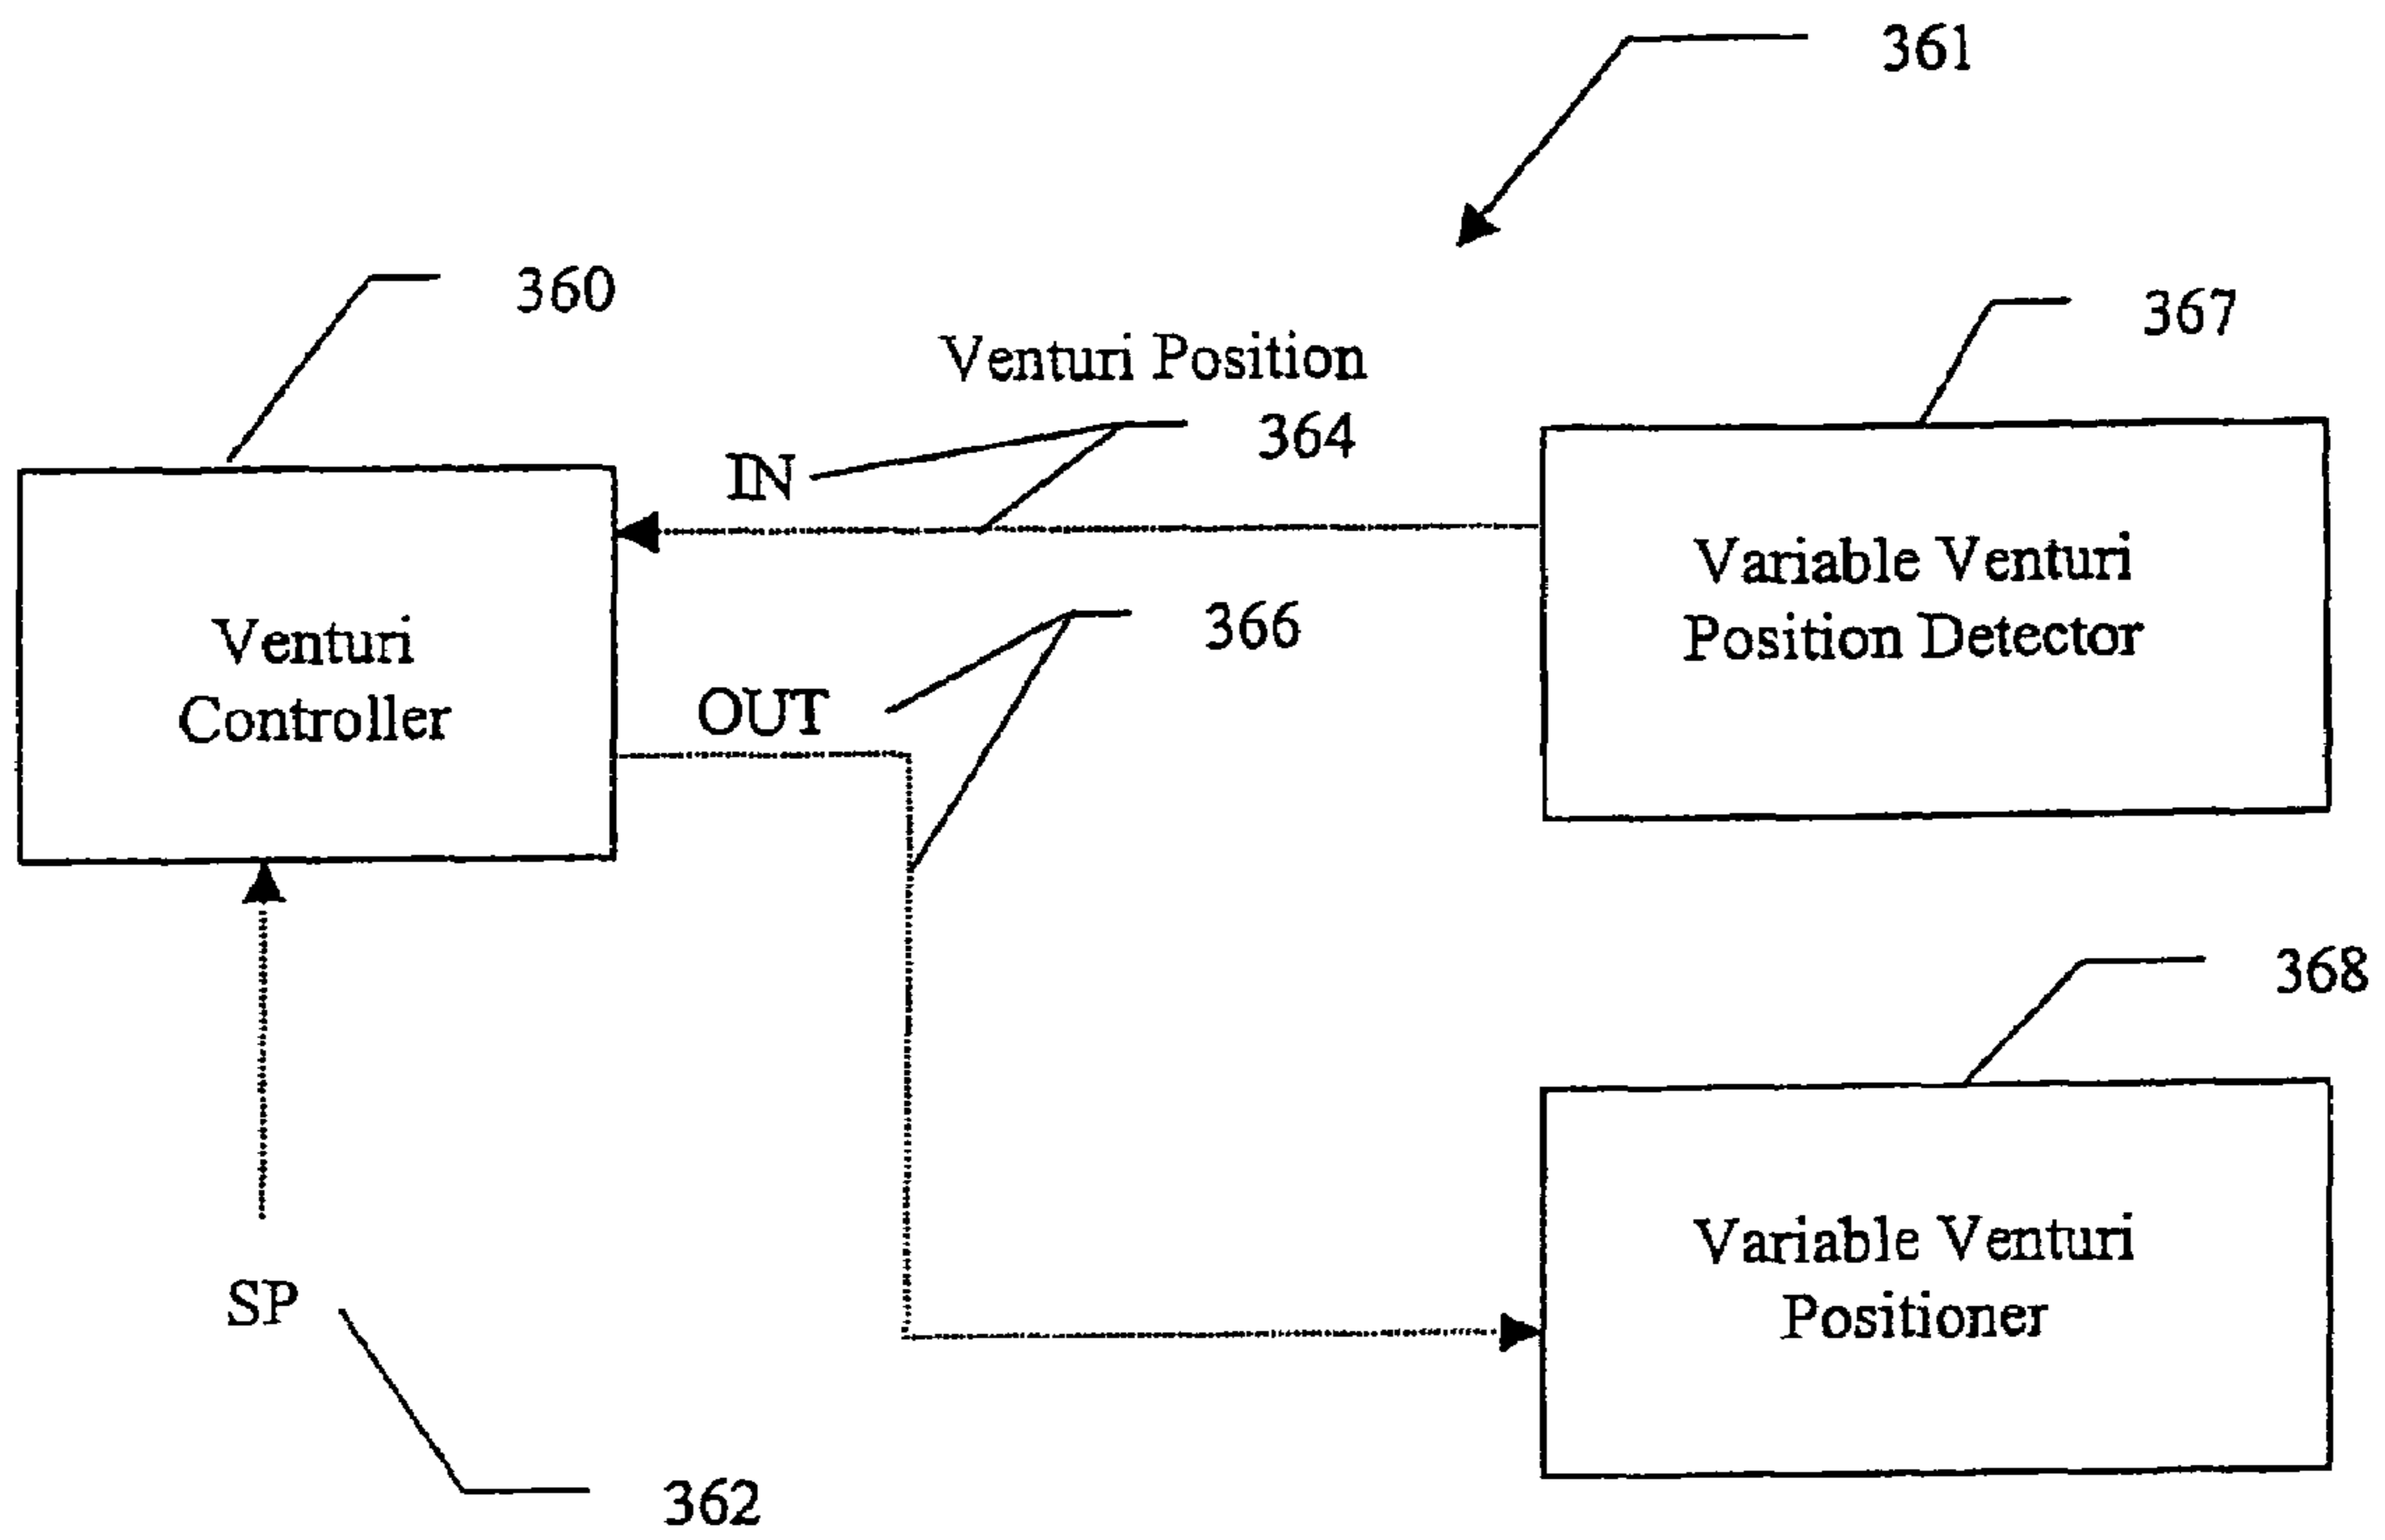 361
360
367
Venturi Position
364
IN
Variable Venturi
Position Detector
366
Venturi
Controller
OUT
368
Variable Venturi
Positioner
SP
362